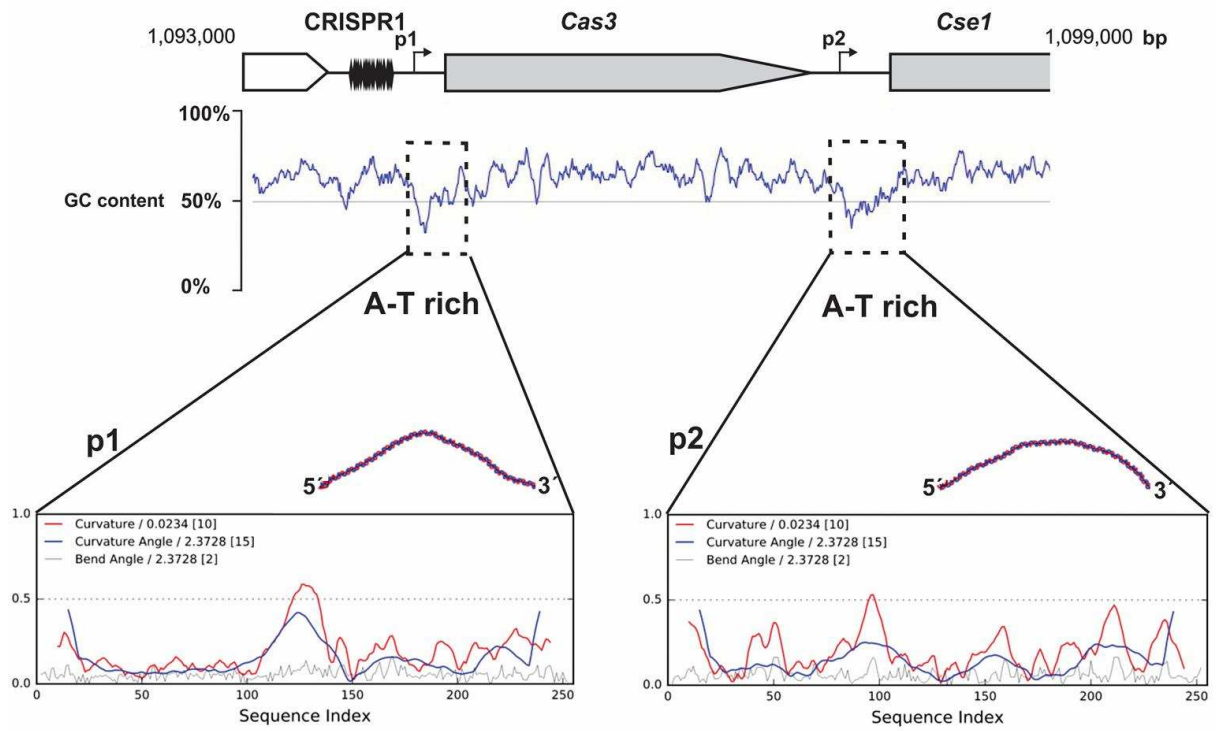 CRISPR1 Cas3 Cse1
1,093,000 p1 p2 1,099,000 bp
100%
GC content 50%
0%
A-T rich A-T rich
p1 p2
5´ 3´ 5´ 3´
1.0 1.0
Curvature / 0.0234 [10] Curvature / 0.0234 [10]
Curvature Angle / 2.3728 [15] Curvature Angle / 2.3728 [15]
Bend Angle / 2.3728 [2] Bend Angle / 2.3728 [2]
0.5 0.5
0.0 0.0
0 50 100 150 200 250 0 50 100 150 200 250
Sequence Index Sequence Index